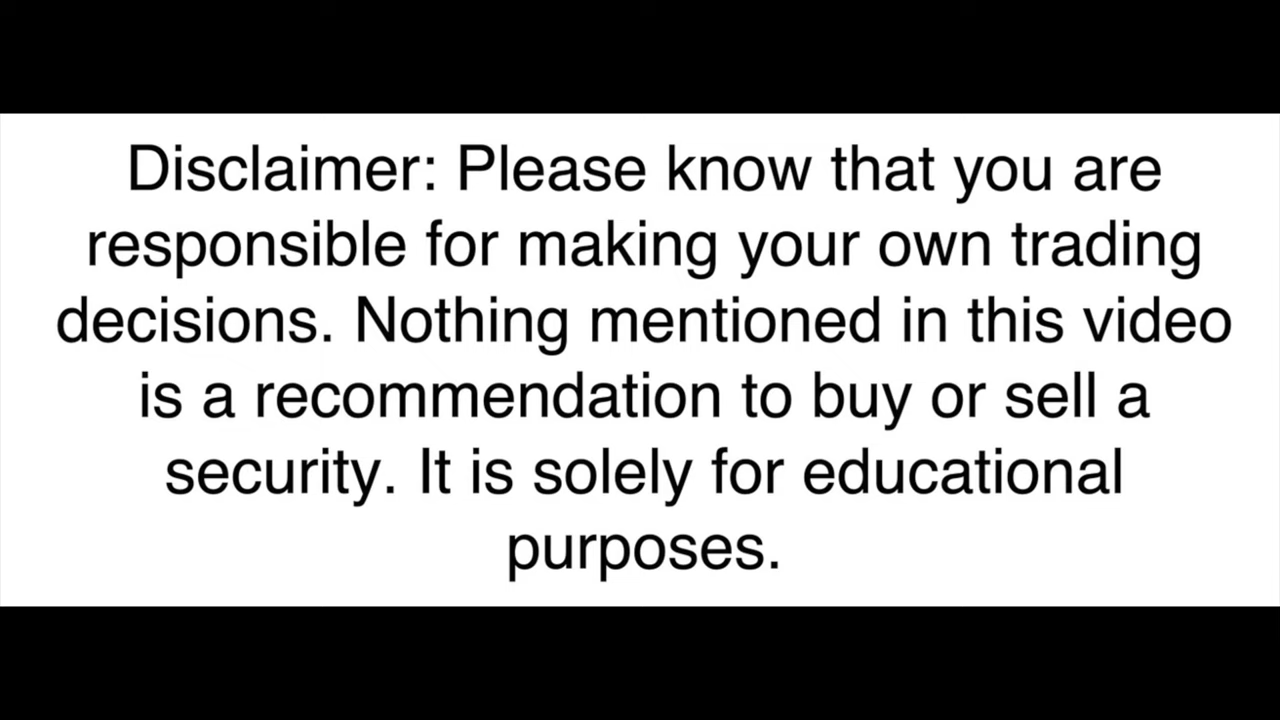 Disclaimer: Please know that you are
responsible for making your own trading
decisions. Nothing mentioned in this video
is a recommendation to buy or sell a
security. It is solely for educational
purposes.